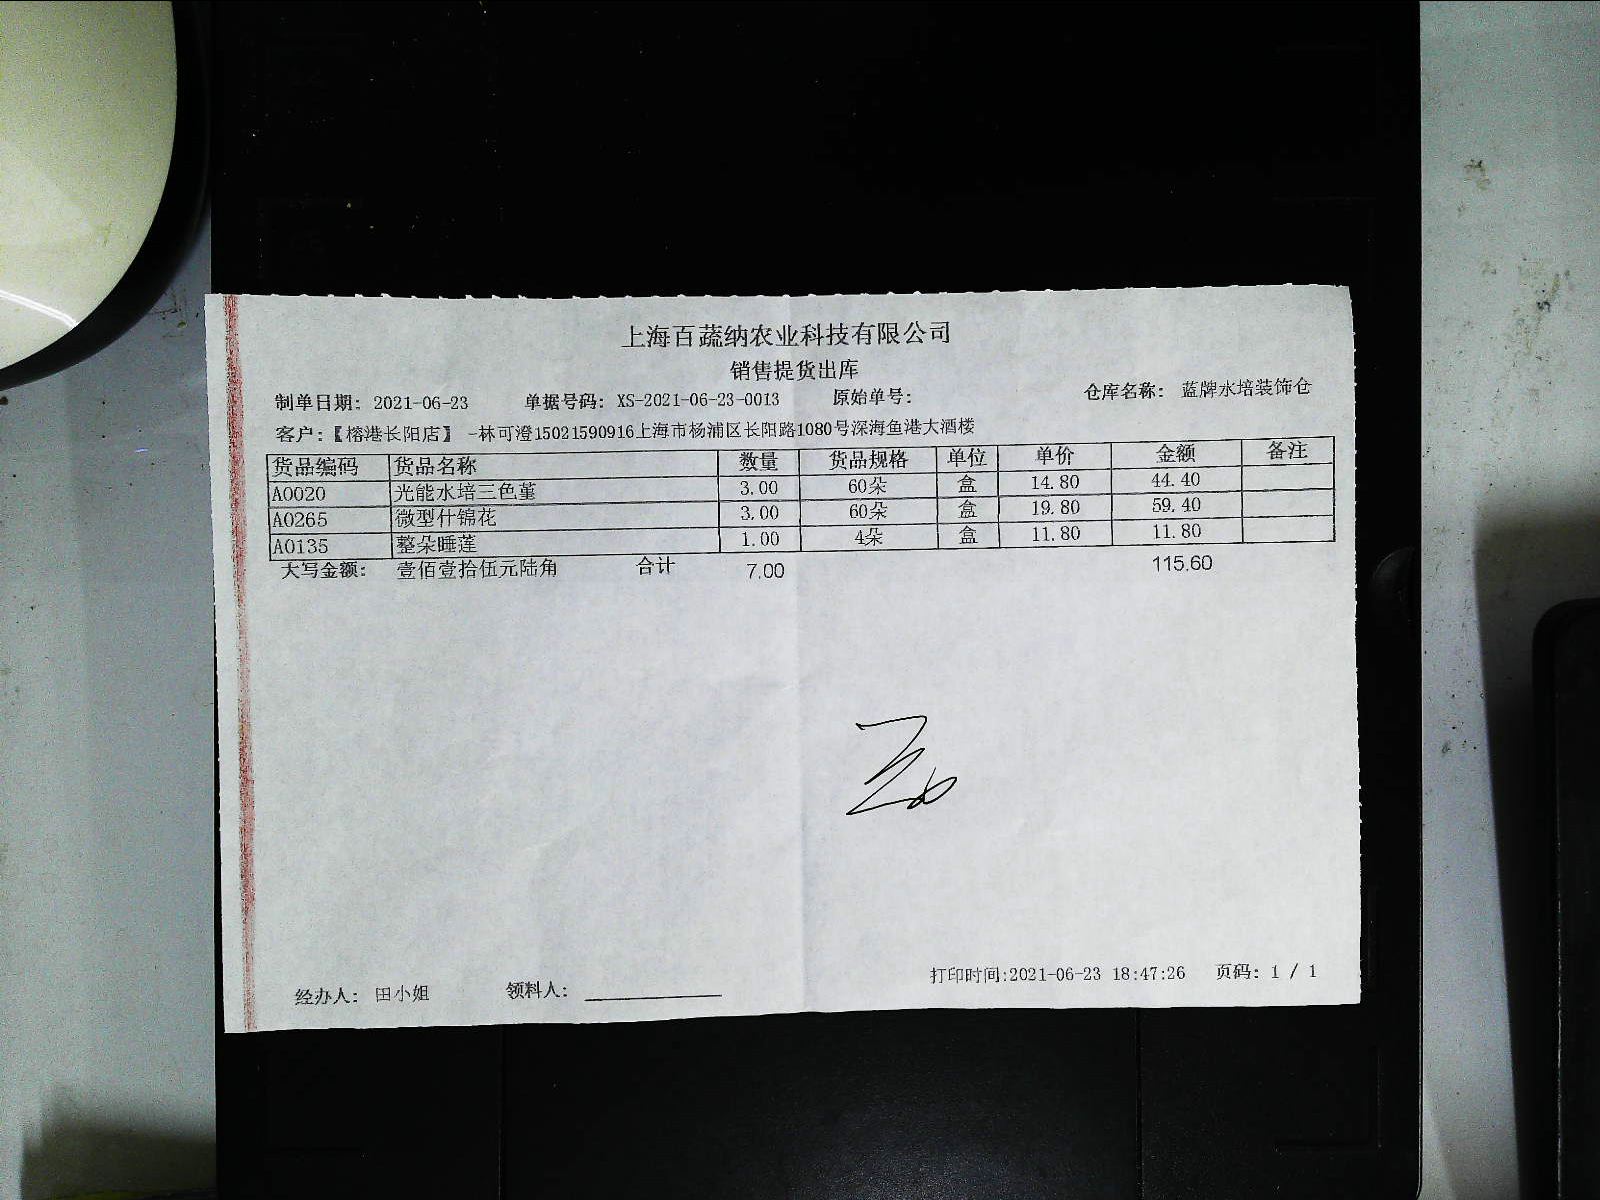 上海百蔬纳农业科技有限公司
销售提货出库
制单日期: 2021-06-23 单据号码: XS-2021-06-23-0013 原始单号: 仓库名称: 蓝牌水培装饰仓
客户:【榕港长阳店】 -林可澄15021590916上海市杨浦区长阳路1080号深海鱼港大酒楼
货品编码 货品名称 数量 货品规格 单位 单价 金额 备注
A0020 光能水培三色堇 3.00 60朵 盒 14.80 44.40
A0265 微型什锦花 3.00 60朵 盒 19.80 59.40
A0135 整朵睡莲 1.00 4朵 盒 11.80 11.80
大写金额: 壹佰壹拾伍元陆角 合计 7.00 115.60
打印时间:2021-06-23 18:47:26 页码: 1 / 1
经办人: 田小姐 领料人: